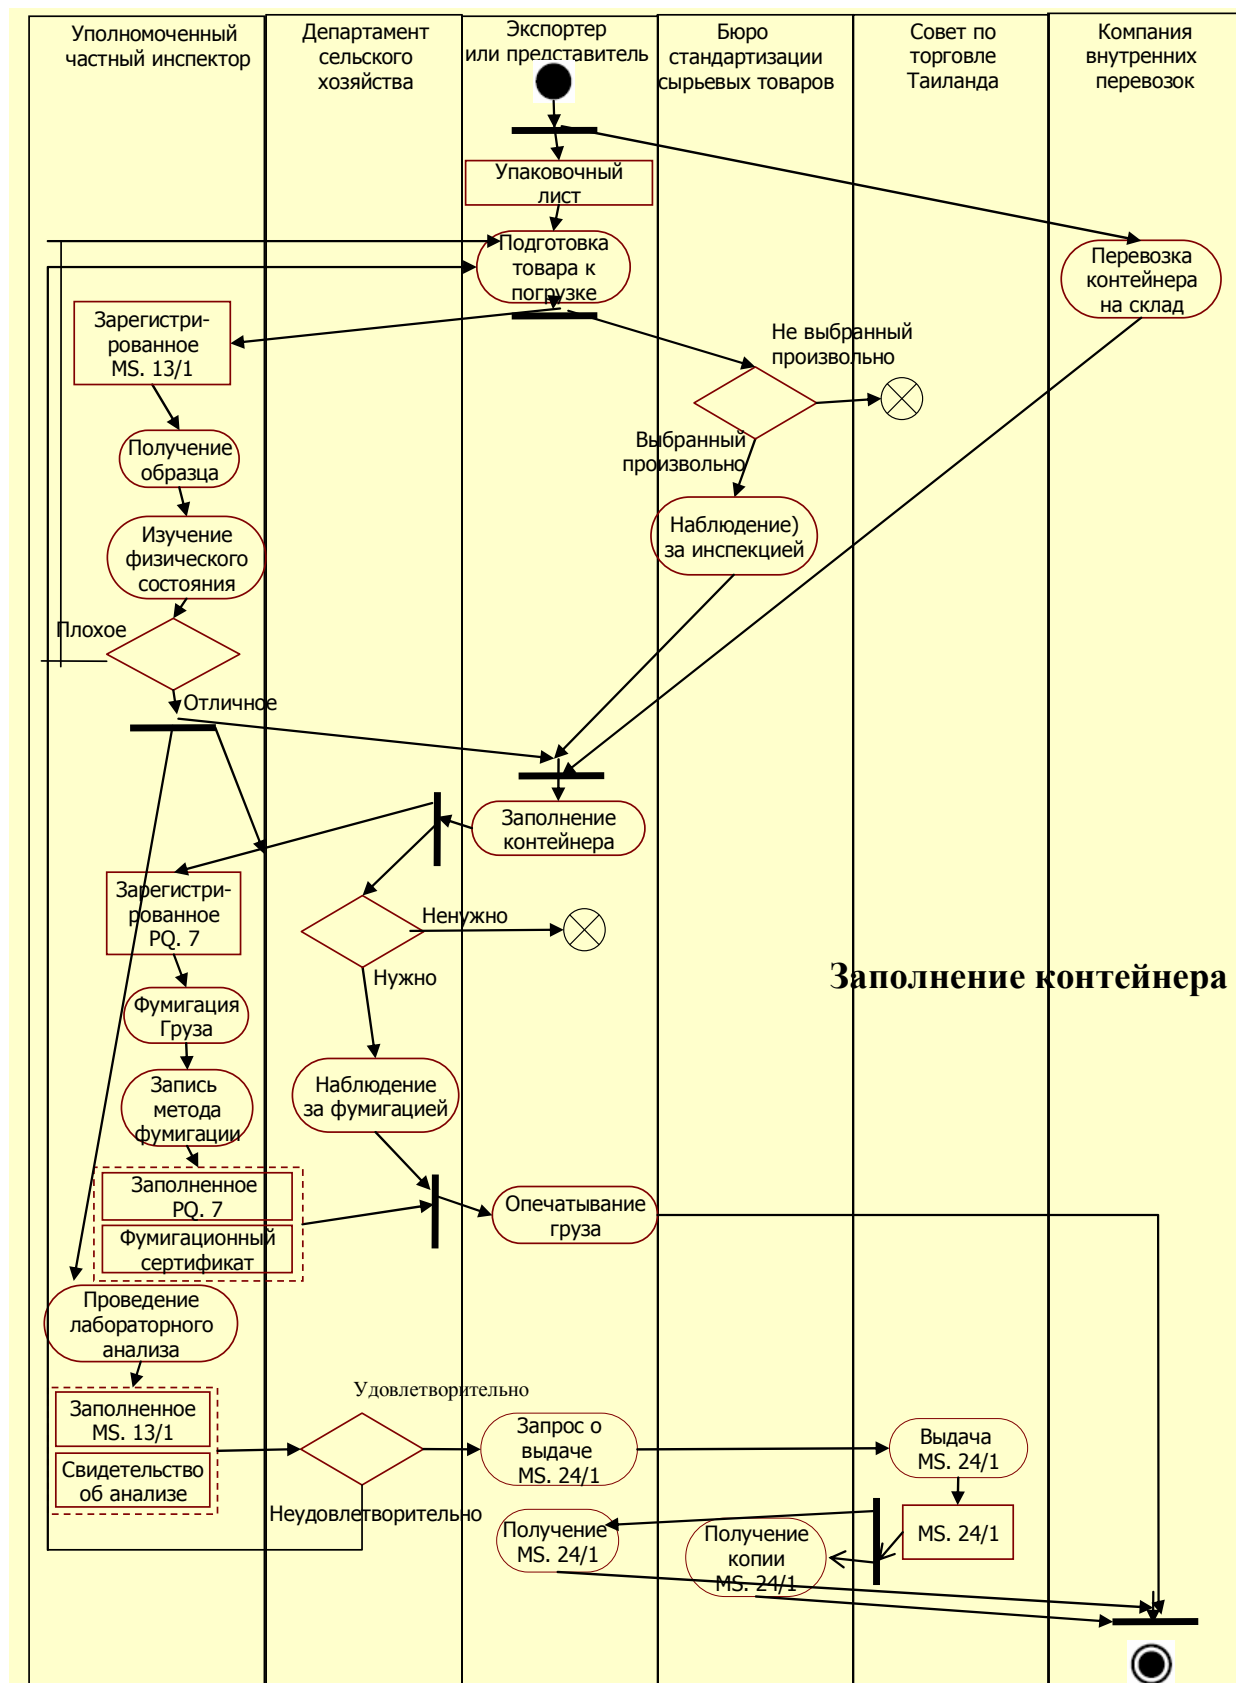 Уполномоченный
частный инспектор
Департамент
сельского
хозяйства
Экспортер
или представитель
Бюро
стандартизации
сырьевых товаров
Совет по
торговле
Таиланда
Компания
внутренних
перевозок
Упаковочный
лист
Подготовка
товара к
погрузке
Перевозка
контейнера
на склад
Зарегистри-
рованное
MS. 13/1
Не выбранный
произвольно
Получение
образца
Выбранный
произвольно
Изучение
физического
состояния
Наблюдение)
за инспекцией
Плохое
Отличное
Заполнение
контейнера
Зарегистри-
рованное
PQ. 7
Ненужно
Нужно
Заполнение контейнера
Фумигация
Груза
Запись
метода
фумигации
Наблюдение
за фумигацией
Заполненное
PQ. 7
Фумигационный
сертификат
Опечатывание
груза
Проведение
лабораторного
анализа
Удовлетворительно
Заполненное
MS. 13/1
Свидетельство
об анализе
Запрос о
выдаче
MS. 24/1
Выдача
MS. 24/1
Неудовлетворительно
Получение
MS. 24/1
Получение
копии
MS. 24/1
MS. 24/1